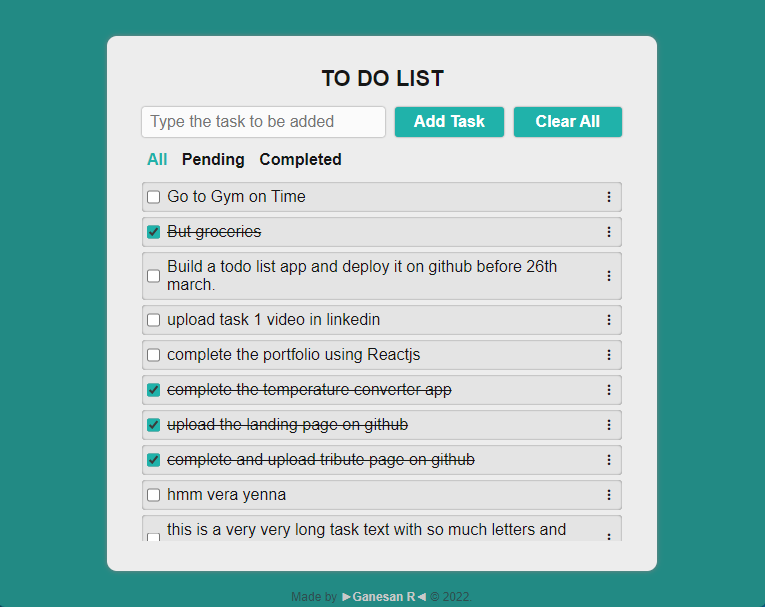 TO DO LIST
Type the task to be added
Add Task
Clear All
All Pending Completed
Go to Gym on Time
But groceries
Build a todo list app and deploy it on github before 26th
march.
upload task 1 video in linkedin
complete the portfolio using Reactjs
complete the temperature converter app
upload the landing page on github
complete and upload tribute page on github
hmm vera yenna
this is a very very long task text with so much letters and
Made by ►Ganesan R◄ © 2022.